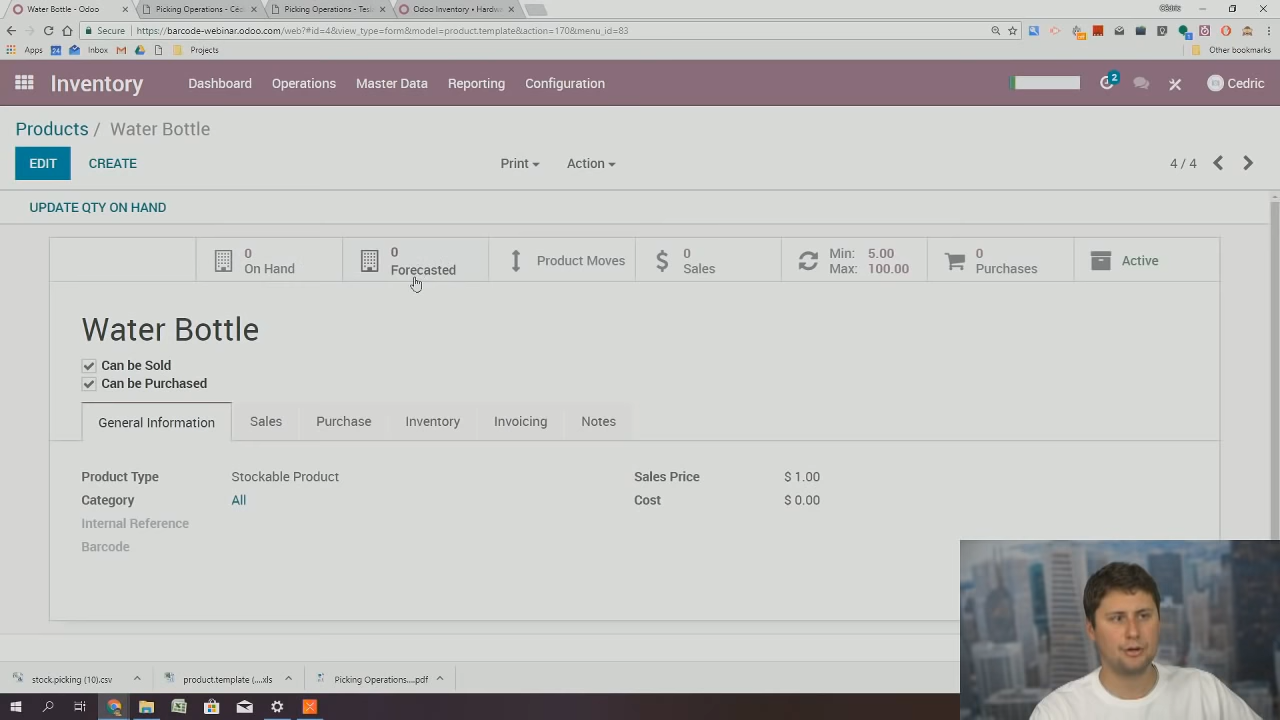 Water Bottle - Odoo
Picking Operations - Céd
Picking Operations - Tes
Odoo Inventory • Hardw
Secure
https://barcode-webinar.odoo.com/web?#id=4&view_type=form&model=product.template&action=170&menu_id=83
Apps
24
Inbox
Projects
Other bookmarks
Inventory
Dashboard
Operations
Master Data
Reporting
Configuration
2
Cedric
Products / Water Bottle
EDIT
CREATE
Print
Action
4 / 4
UPDATE QTY ON HAND
0
On Hand
0
Forecasted
Product Moves
0
Sales
Min: 5.00
Max: 100.00
0
Purchases
Active
Water Bottle
Can be Sold
Can be Purchased
General Information
Sales
Purchase
Inventory
Invoicing
Notes
Product Type
Stockable Product
Sales Price
$ 1.00
Category
All
Cost
$ 0.00
Internal Reference
Barcode
stock.picking (10).csv
product.template (....xls
Picking Operations....pdf